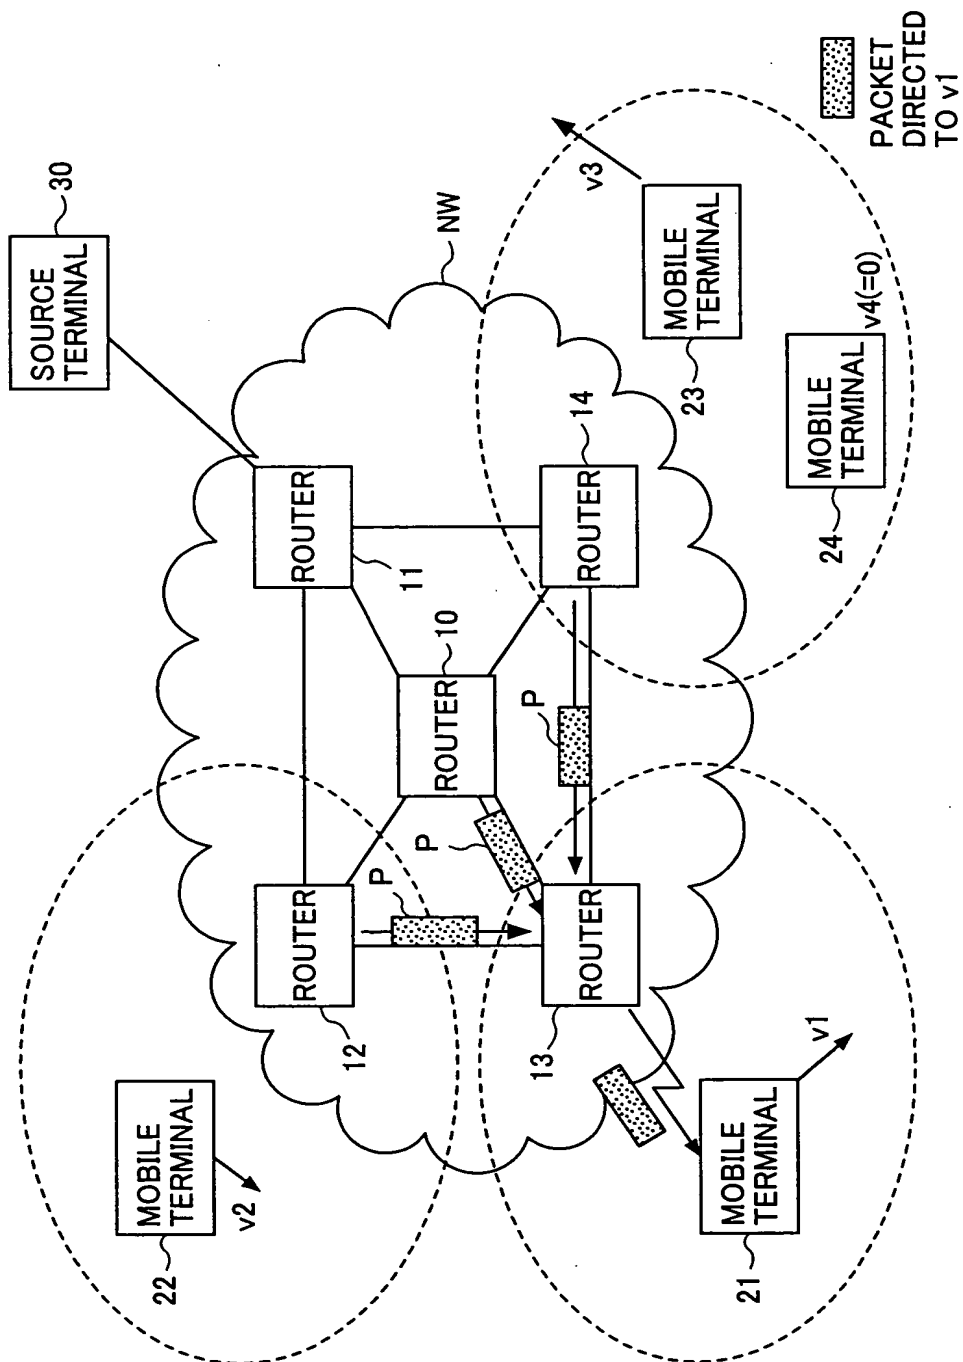 SOURCE
TERMINAL
30
NW
ROUTER
11
ROUTER
12
ROUTER
10
ROUTER
13
ROUTER
14
P
P
P
MOBILE
TERMINAL
22
v2
MOBILE
TERMINAL
21
v1
MOBILE
TERMINAL
23
v3
MOBILE
TERMINAL
24
v4(=0)
PACKET
DIRECTED
TO v1